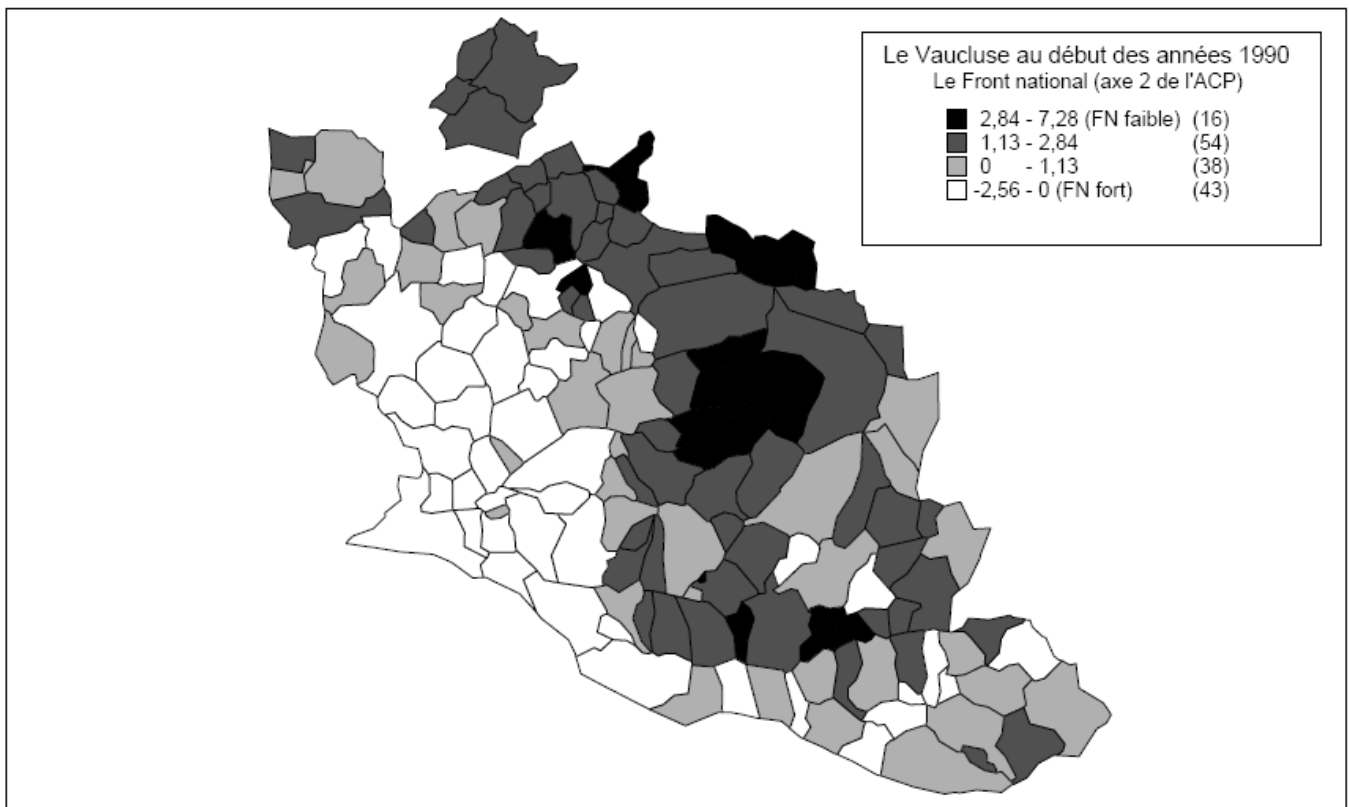 Le Vaucluse au début des années 1990
Le Front national (axe 2 de l'ACP)
2,84 - 7,28 (FN faible) (16)
1,13 - 2,84 (54)
0 - 1,13 (38)
-2,56 - 0 (FN fort) (43)